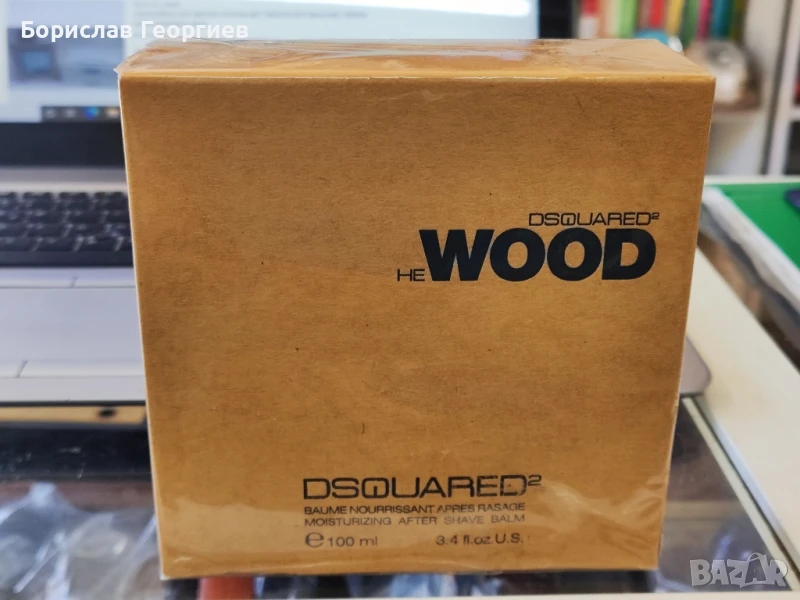 Борислав Георгиев
DSQUARED²
HE WOOD
DSQUARED²
BAUME NOURRISSANT APRES RASAGE
MOISTURIZING AFTER SHAVE BALM
e 100 ml 3.4 fl.oz.U.S.
BAZAR